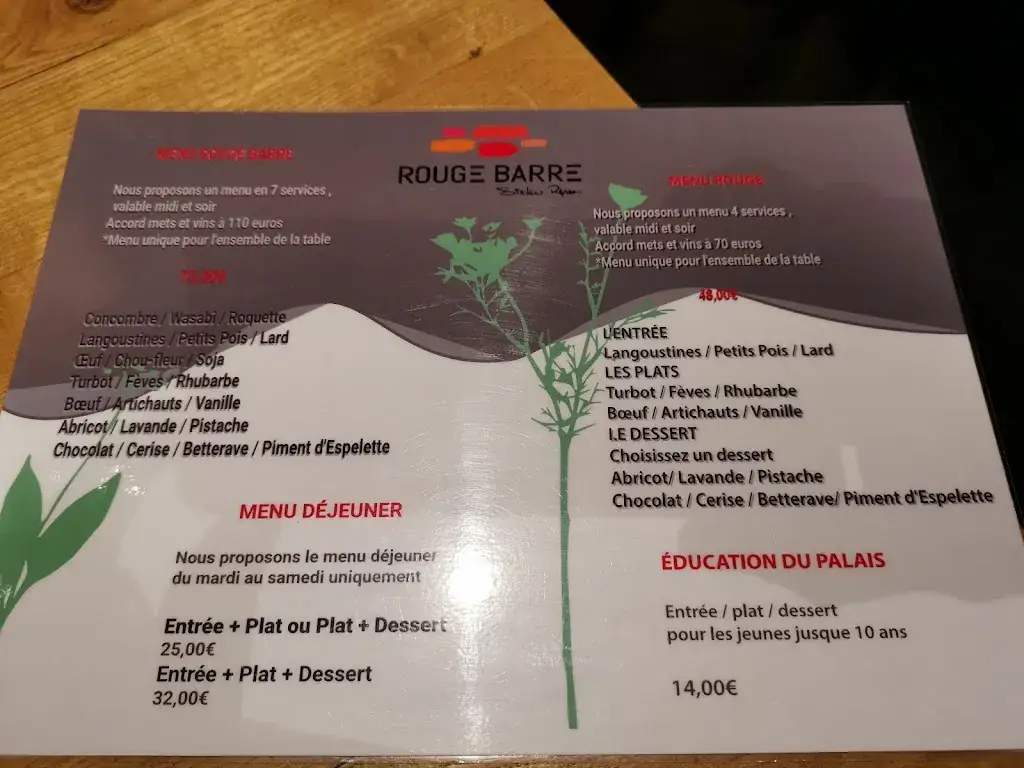 ROUGE BARRE
MENU ROUGE BARRE
Nous proposons un menu en 7 services ,
valable midi et soir
Accord mets et vins à 110 euros
*Menu unique pour l'ensemble de la table
Concombre / Wasabi / Roquette
Langoustines / Petits Pois / Lard
Œuf / Chou-fleur / Soja
Turbot / Fèves / Rhubarbe
Bœuf / Artichauts / Vanille
Abricot / Lavande / Pistache
Chocolat / Cerise / Betterave / Piment d'Espelette
MENU DÉJEUNER
Nous proposons le menu déjeuner
du mardi au samedi uniquement
Entrée + Plat ou Plat + Dessert
25,00€
Entrée + Plat + Dessert
32,00€
MENU ROUGE
Nous proposons un menu 4 services ,
valable midi et soir
Accord mets et vins à 70 euros
*Menu unique pour l'ensemble de la table
48,00€
L'ENTRÉE
Langoustines / Petits Pois / Lard
LES PLATS
Turbot / Fèves / Rhubarbe
Bœuf / Artichauts / Vanille
LE DESSERT
Choisissez un dessert
Abricot/ Lavande / Pistache
Chocolat / Cerise / Betterave/ Piment d'Espelette
ÉDUCATION DU PALAIS
Entrée / plat / dessert
pour les jeunes jusque 10 ans
14,00€